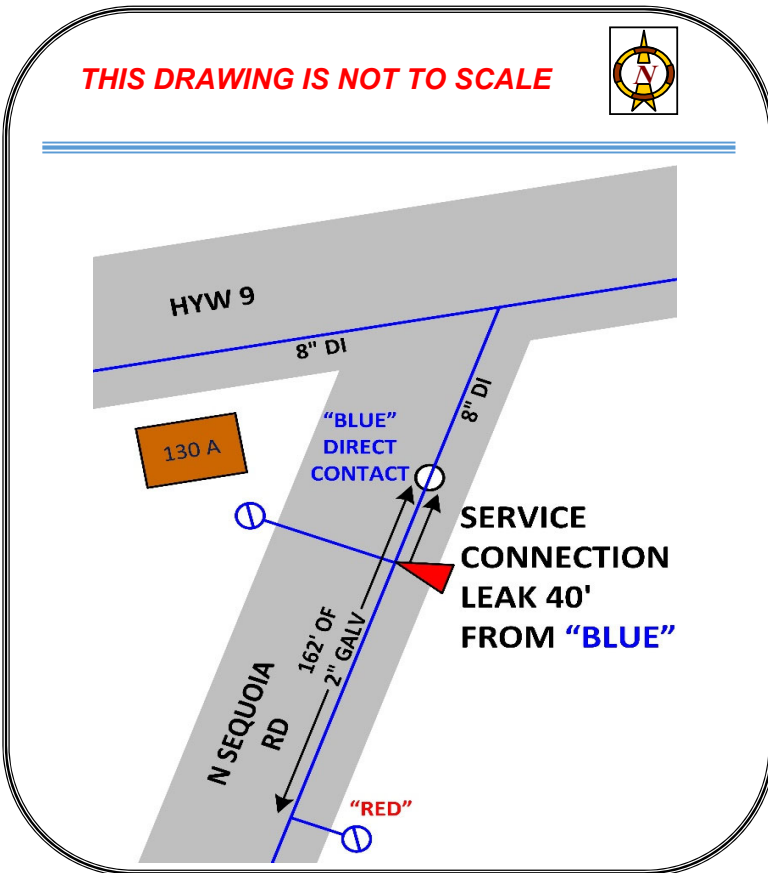 THIS DRAWING IS NOT TO SCALE
N
HYW 9
8" DI
8" DI
130 A
“BLUE”
DIRECT
CONTACT
SERVICE
CONNECTION
LEAK 40'
FROM “BLUE”
162' OF
2" GALV
N SEQUOIA
RD
“RED”